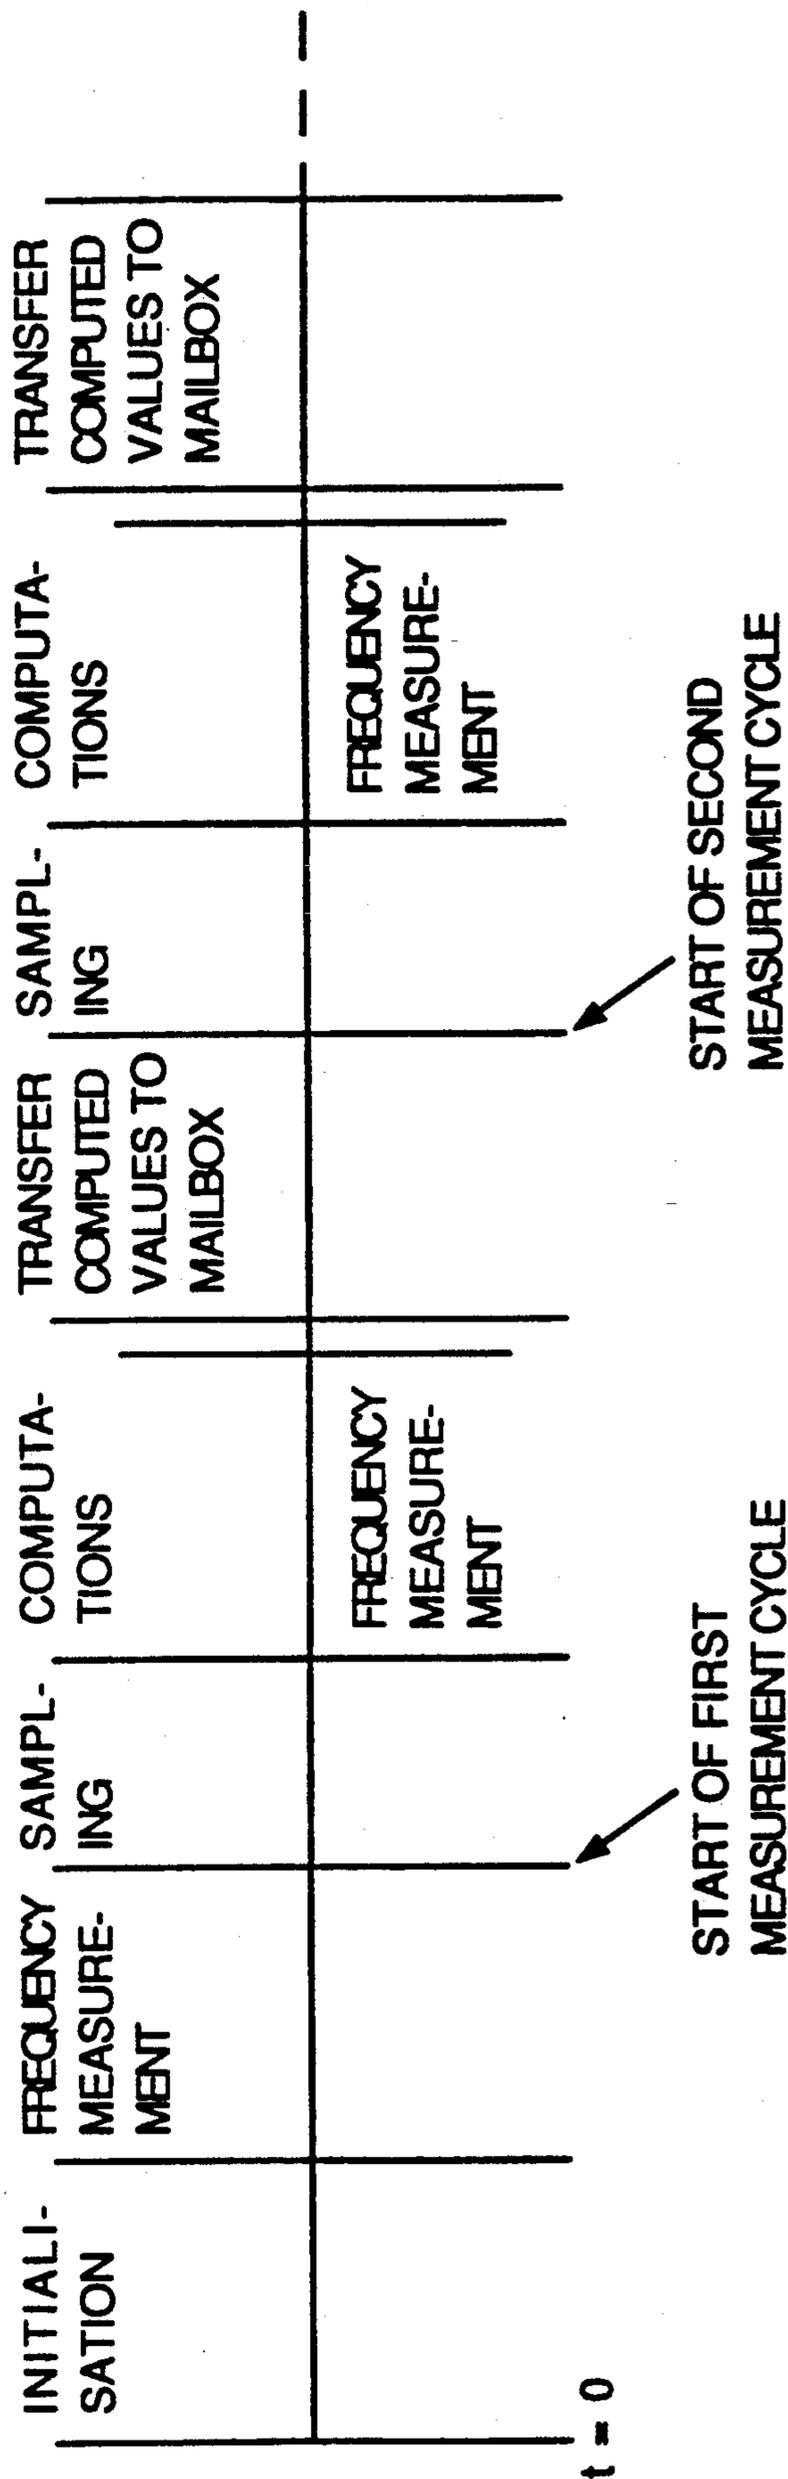 INITIALI-
SATION
FREQUENCY
MEASURE-
MENT
SAMPL-
ING
COMPUTA-
TIONS
TRANSFER
COMPUTED
VALUES TO
MAILBOX
SAMPL-
ING
COMPUTA-
TIONS
TRANSFER
COMPUTED
VALUES TO
MAILBOX
FREQUENCY
MEASURE-
MENT
FREQUENCY
MEASURE-
MENT
t = 0
START OF FIRST
MEASUREMENT CYCLE
START OF SECOND
MEASUREMENT CYCLE